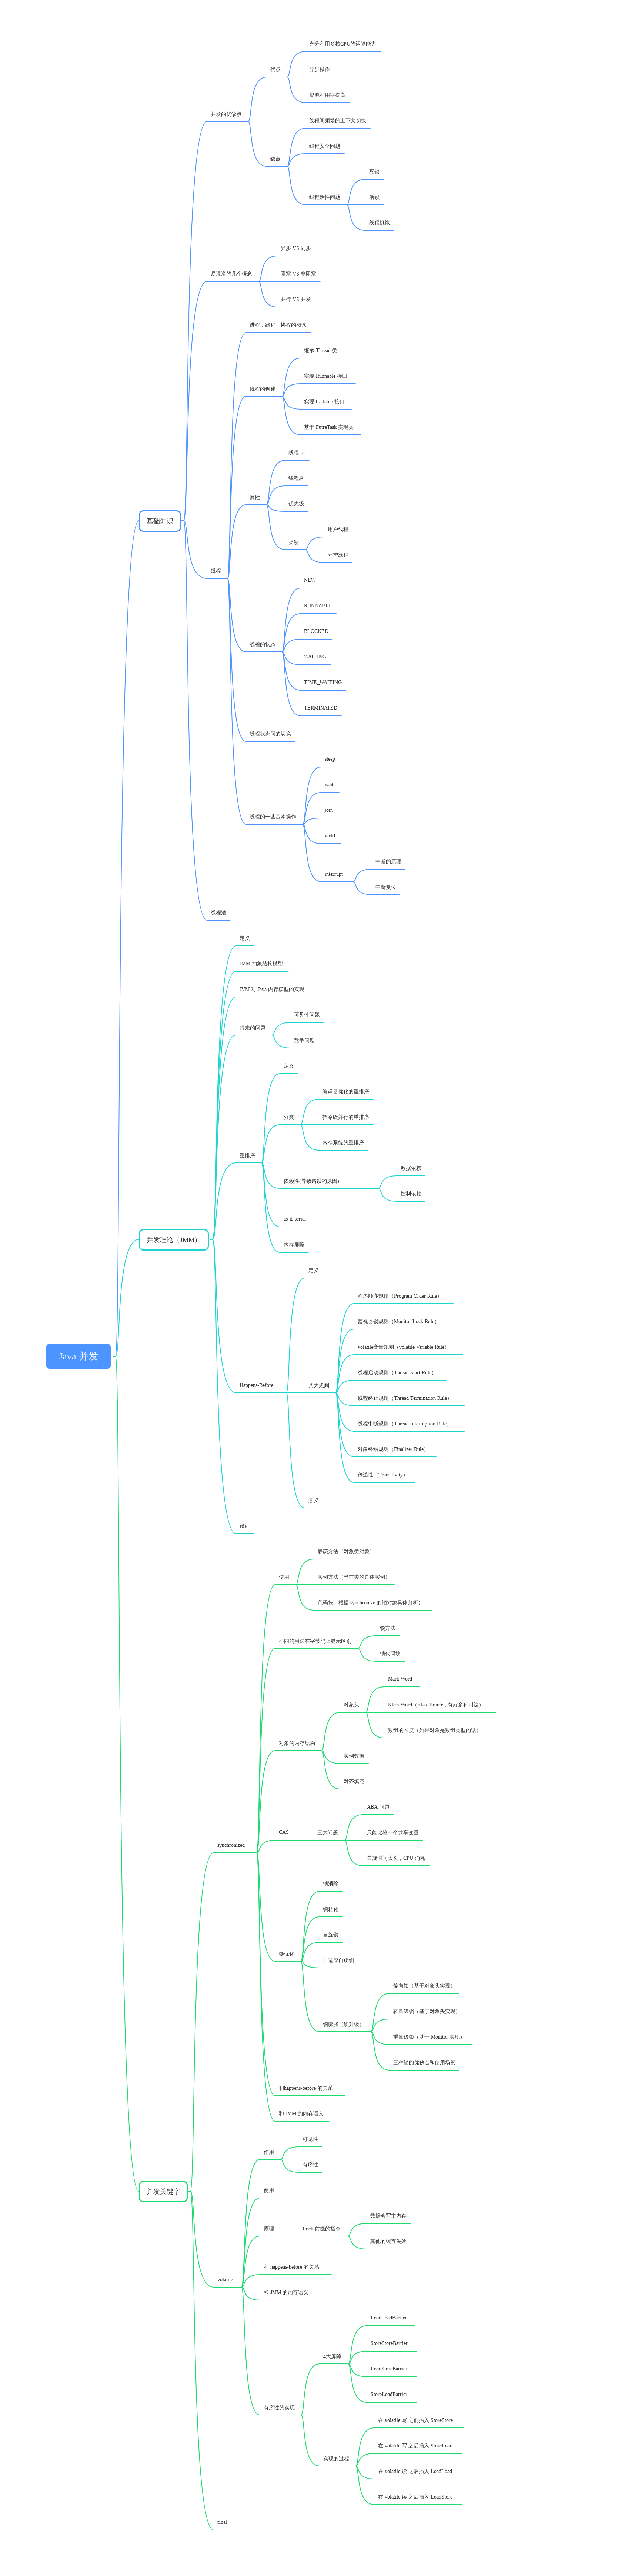 充分利用多核CPU的运算能力
优点
异步操作
资源利用率提高
并发的优缺点
线程间频繁的上下文切换
线程安全问题
缺点
死锁
线程活性问题
活锁
线程饥饿
异步 VS 同步
易混淆的几个概念
阻塞 VS 非阻塞
并行 VS 并发
进程，线程，协程的概念
继承 Thread 类
线程的创建
实现 Runnable 接口
实现 Callable 接口
基于 FutreTask 实现类
线程 Id
线程名
属性
优先级
用户线程
类别
守护线程
基础知识
线程
NEW
RUNNABLE
BLOCKED
线程的状态
WAITING
TIME_WAITING
TERMINATED
线程状态间的切换
sleep
wait
join
线程的一些基本操作
yield
中断的原理
interrupt
中断复位
线程池
定义
JMM 抽象结构模型
JVM 对 Java 内存模型的实现
可见性问题
带来的问题
竞争问题
定义
编译器优化的重排序
分类
指令级并行的重排序
内存系统的重排序
重排序
数据依赖
依赖性(导致错误的原因)
控制依赖
as-if-serial
内存屏障
并发理论（JMM）
定义
程序顺序规则（Program Order Rule）
监视器锁规则（Monitor Lock Rule）
volatile变量规则（volatile Variable Rule）
线程启动规则（Thread Start Rule）
Happens-Before
八大规则
线程终止规则（Thread Termination Rule）
线程中断规则（Thread Interruption Rule）
对象终结规则（Finalizer Rule）
传递性（Transitivity）
意义
设计
Java 并发
静态方法（对象类对象）
使用
实例方法（当前类的具体实例）
代码块（根据 synchronize 的锁对象具体分析）
锁方法
不同的用法在字节码上显示区别
锁代码块
Mark Word
对象头
Klass Word（Klass Pointer, 有好多种叫法）
数组的长度（如果对象是数组类型的话）
对象的内存结构
实例数据
对齐填充
ABA 问题
CAS
三大问题
只能比较一个共享变量
自旋时间太长，CPU 消耗
synchronized
锁消除
锁粗化
自旋锁
锁优化
自适应自旋锁
偏向锁（基于对象头实现）
轻量级锁（基于对象头实现）
锁膨胀（锁升级）
重量级锁（基于 Monitor 实现）
三种锁的优缺点和使用场景
和happens-before 的关系
和 JMM 的内存语义
并发关键字
可见性
作用
有序性
使用
数据会写主内存
原理
Lock 前缀的指令
其他的缓存失效
和 happens-before 的关系
volatile
和 JMM 的内存语义
LoadLoadBarrier
StoreStoreBarrier
4大屏障
LoadStoreBarrier
StoreLoadBarrier
有序性的实现
在 volatile 写 之前插入 StoreStore
在 volatile 写 之后插入 StoreLoad
实现的过程
在 volatile 读 之后插入 LoadLoad
在 volatile 读 之后插入 LoadStore
final